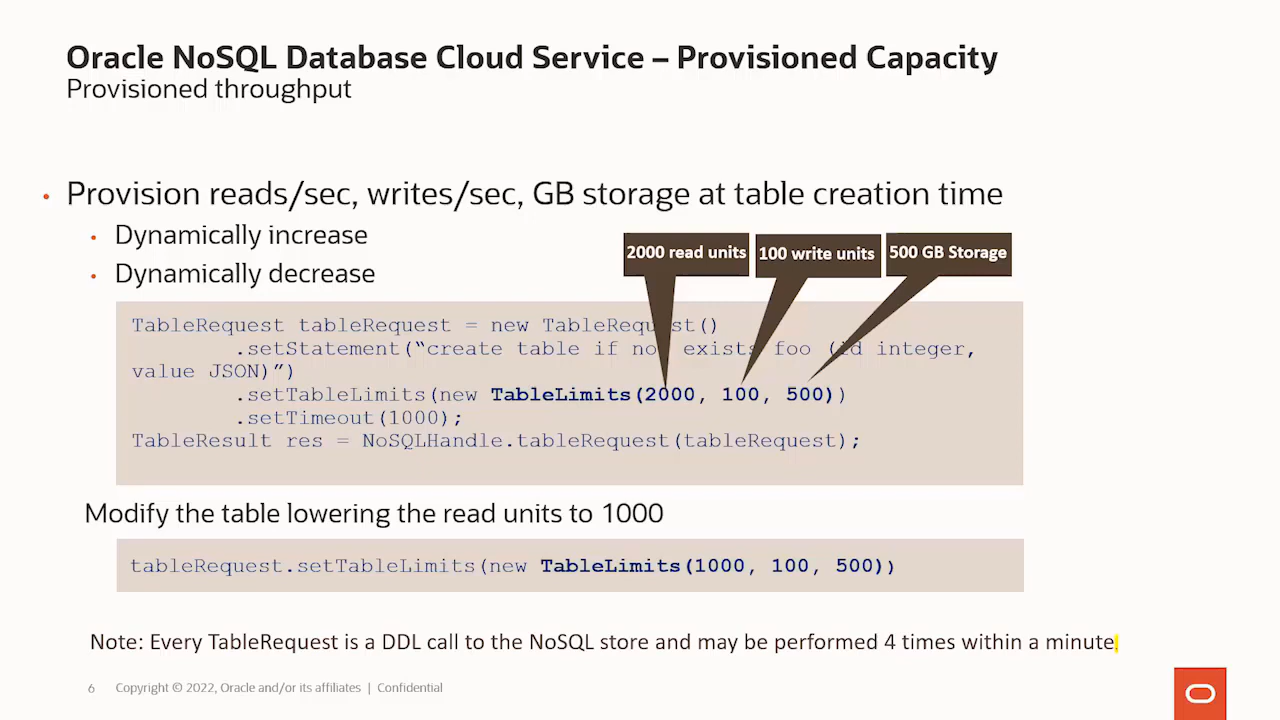 Oracle NoSQL Database Cloud Service – Provisioned Capacity
Provisioned throughput
• Provision reads/sec, writes/sec, GB storage at table creation time
• Dynamically increase
• Dynamically decrease
2000 read units
100 write units
500 GB Storage
TableRequest tableRequest = new TableRequest()
.setStatement(“create table if not exists foo (id integer,
value JSON)”)
.setTableLimits(new TableLimits(2000, 100, 500))
.setTimeout(1000);
TableResult res = NoSQLHandle.tableRequest(tableRequest);
Modify the table lowering the read units to 1000
tableRequest.setTableLimits(new TableLimits(1000, 100, 500))
Note: Every TableRequest is a DDL call to the NoSQL store and may be performed 4 times within a minute.
6 Copyright © 2022, Oracle and/or its affiliates | Confidential